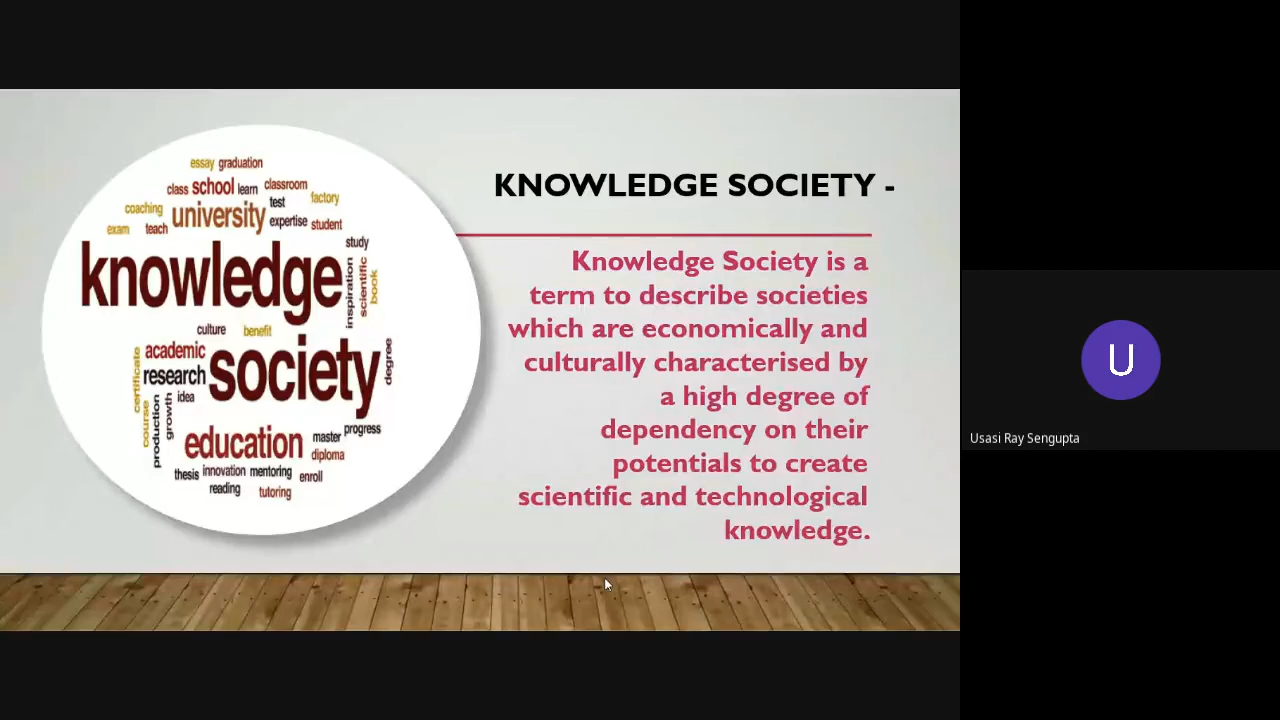 essay graduation
class school learn classroom
coaching university test factory
exam teach expertise student
knowledge
study
inspiration
scientific
book
culture benefit
academic
research society
degree
certificate
course
production
growth
idea
education master progress
diploma
thesis innovation mentoring enroll
reading tutoring
KNOWLEDGE SOCIETY -
Knowledge Society is a
term to describe societies
which are economically and
culturally characterised by
a high degree of
dependency on their
potentials to create
scientific and technological
knowledge.
U
Usasi Ray Sengupta